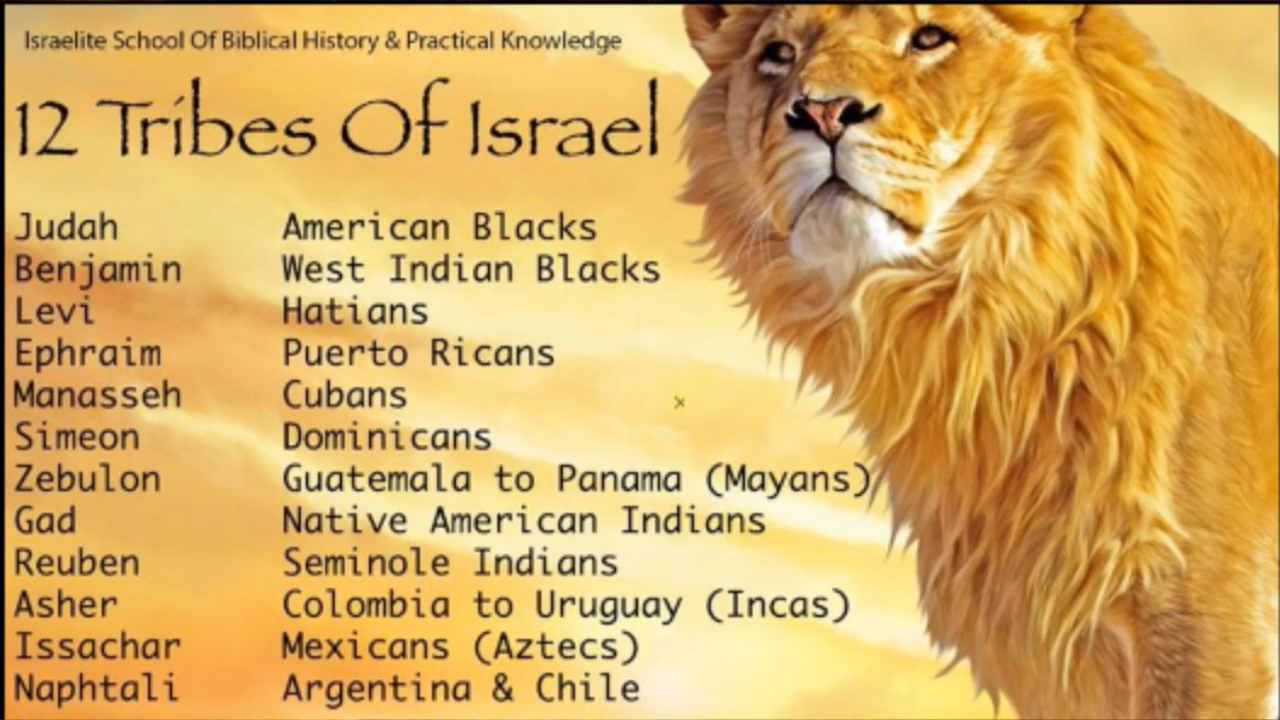 Israelite School Of Biblical History & Practical Knowledge
12 Tribes Of Israel
Judah American Blacks
Benjamin West Indian Blacks
Levi Hatians
Ephraim Puerto Ricans
Manasseh Cubans
Simeon Dominicans
Zebulon Guatemala to Panama (Mayans)
Gad Native American Indians
Reuben Seminole Indians
Asher Colombia to Uruguay (Incas)
Issachar Mexicans (Aztecs)
Naphtali Argentina & Chile